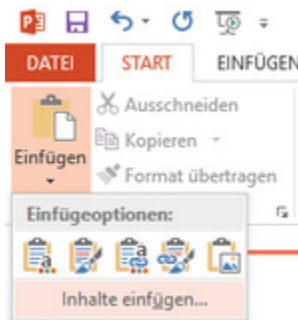 DATEI START EINFÜGEN
Ausschneiden
Kopieren
Einfügen
Format übertragen
Einfügeoptionen:
Inhalte einfügen...